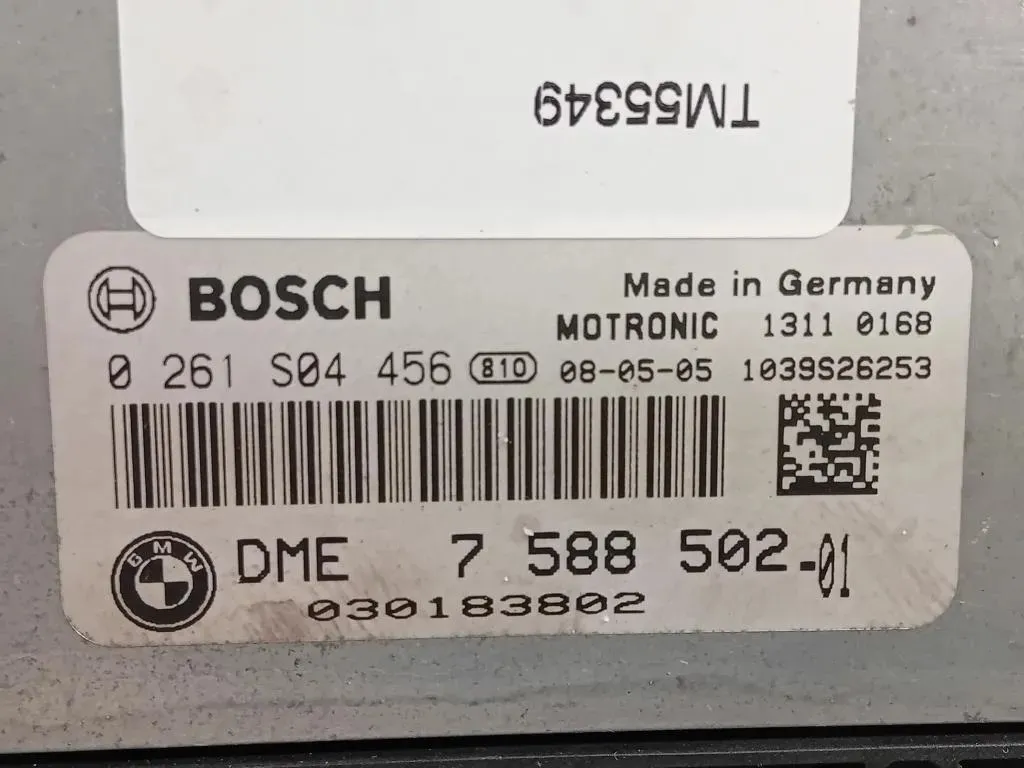 TM55349
BOSCH
Made in Germany
MOTRONIC 1311 0168
0 261 S04 456 810 08-05-05 1039S26253
BMW
DME 7 588 502-01
030183802